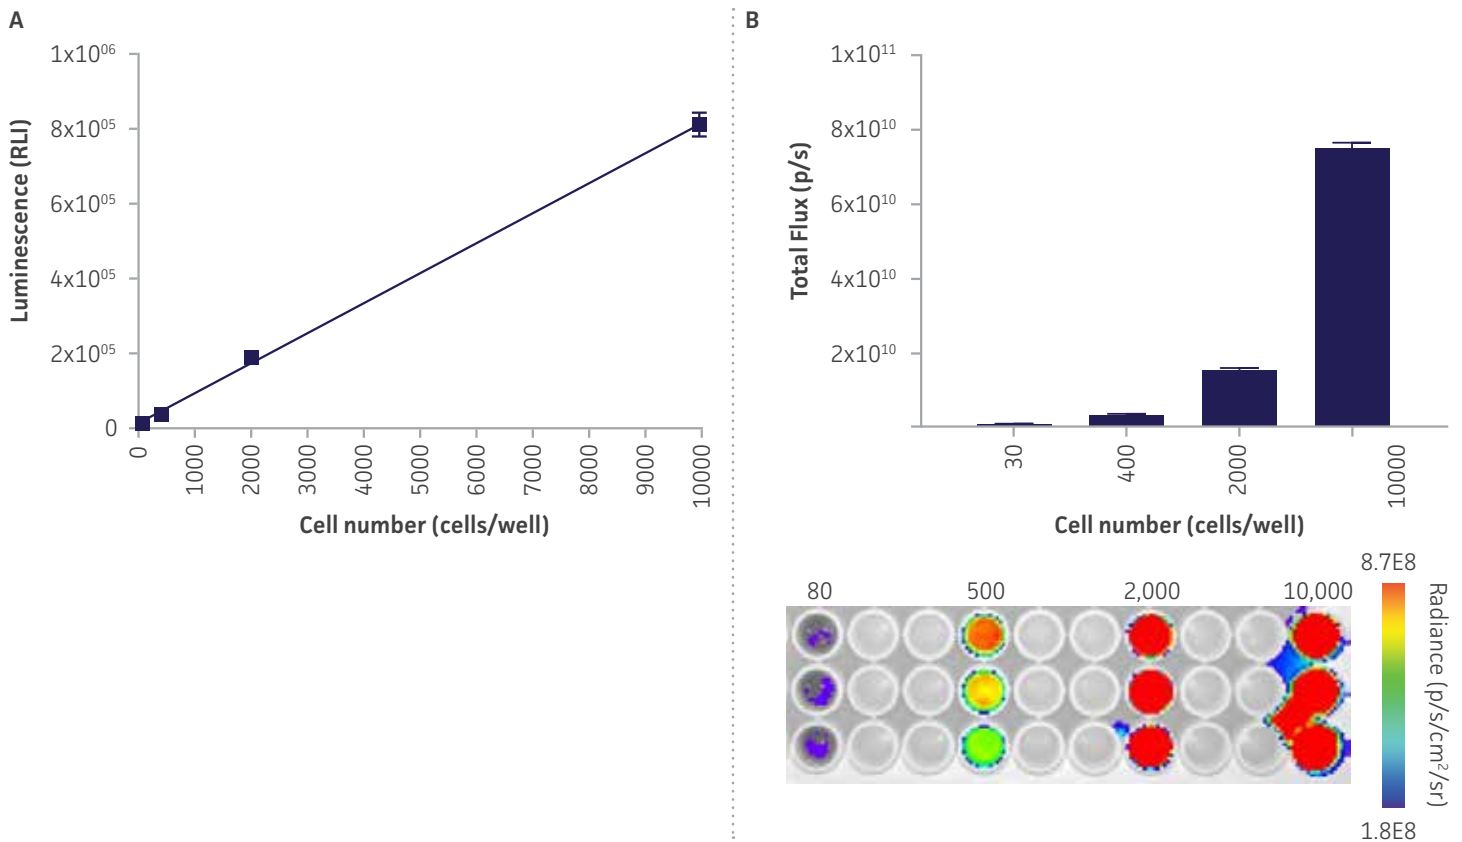 A
Luminescence (RLI)
1x10⁰⁶
8x10⁰⁵
6x10⁰⁵
4x10⁰⁵
2x10⁰⁵
0
0
1000
2000
3000
4000
5000
6000
7000
8000
9000
10000
Cell number (cells/well)
B
Total Flux (p/s)
1x10¹¹
8x10¹⁰
6x10¹⁰
4x10¹⁰
2x10¹⁰
30
400
2000
10000
Cell number (cells/well)
80 500 2,000 10,000
8.7E8
Radiance (p/s/cm²/sr)
1.8E8